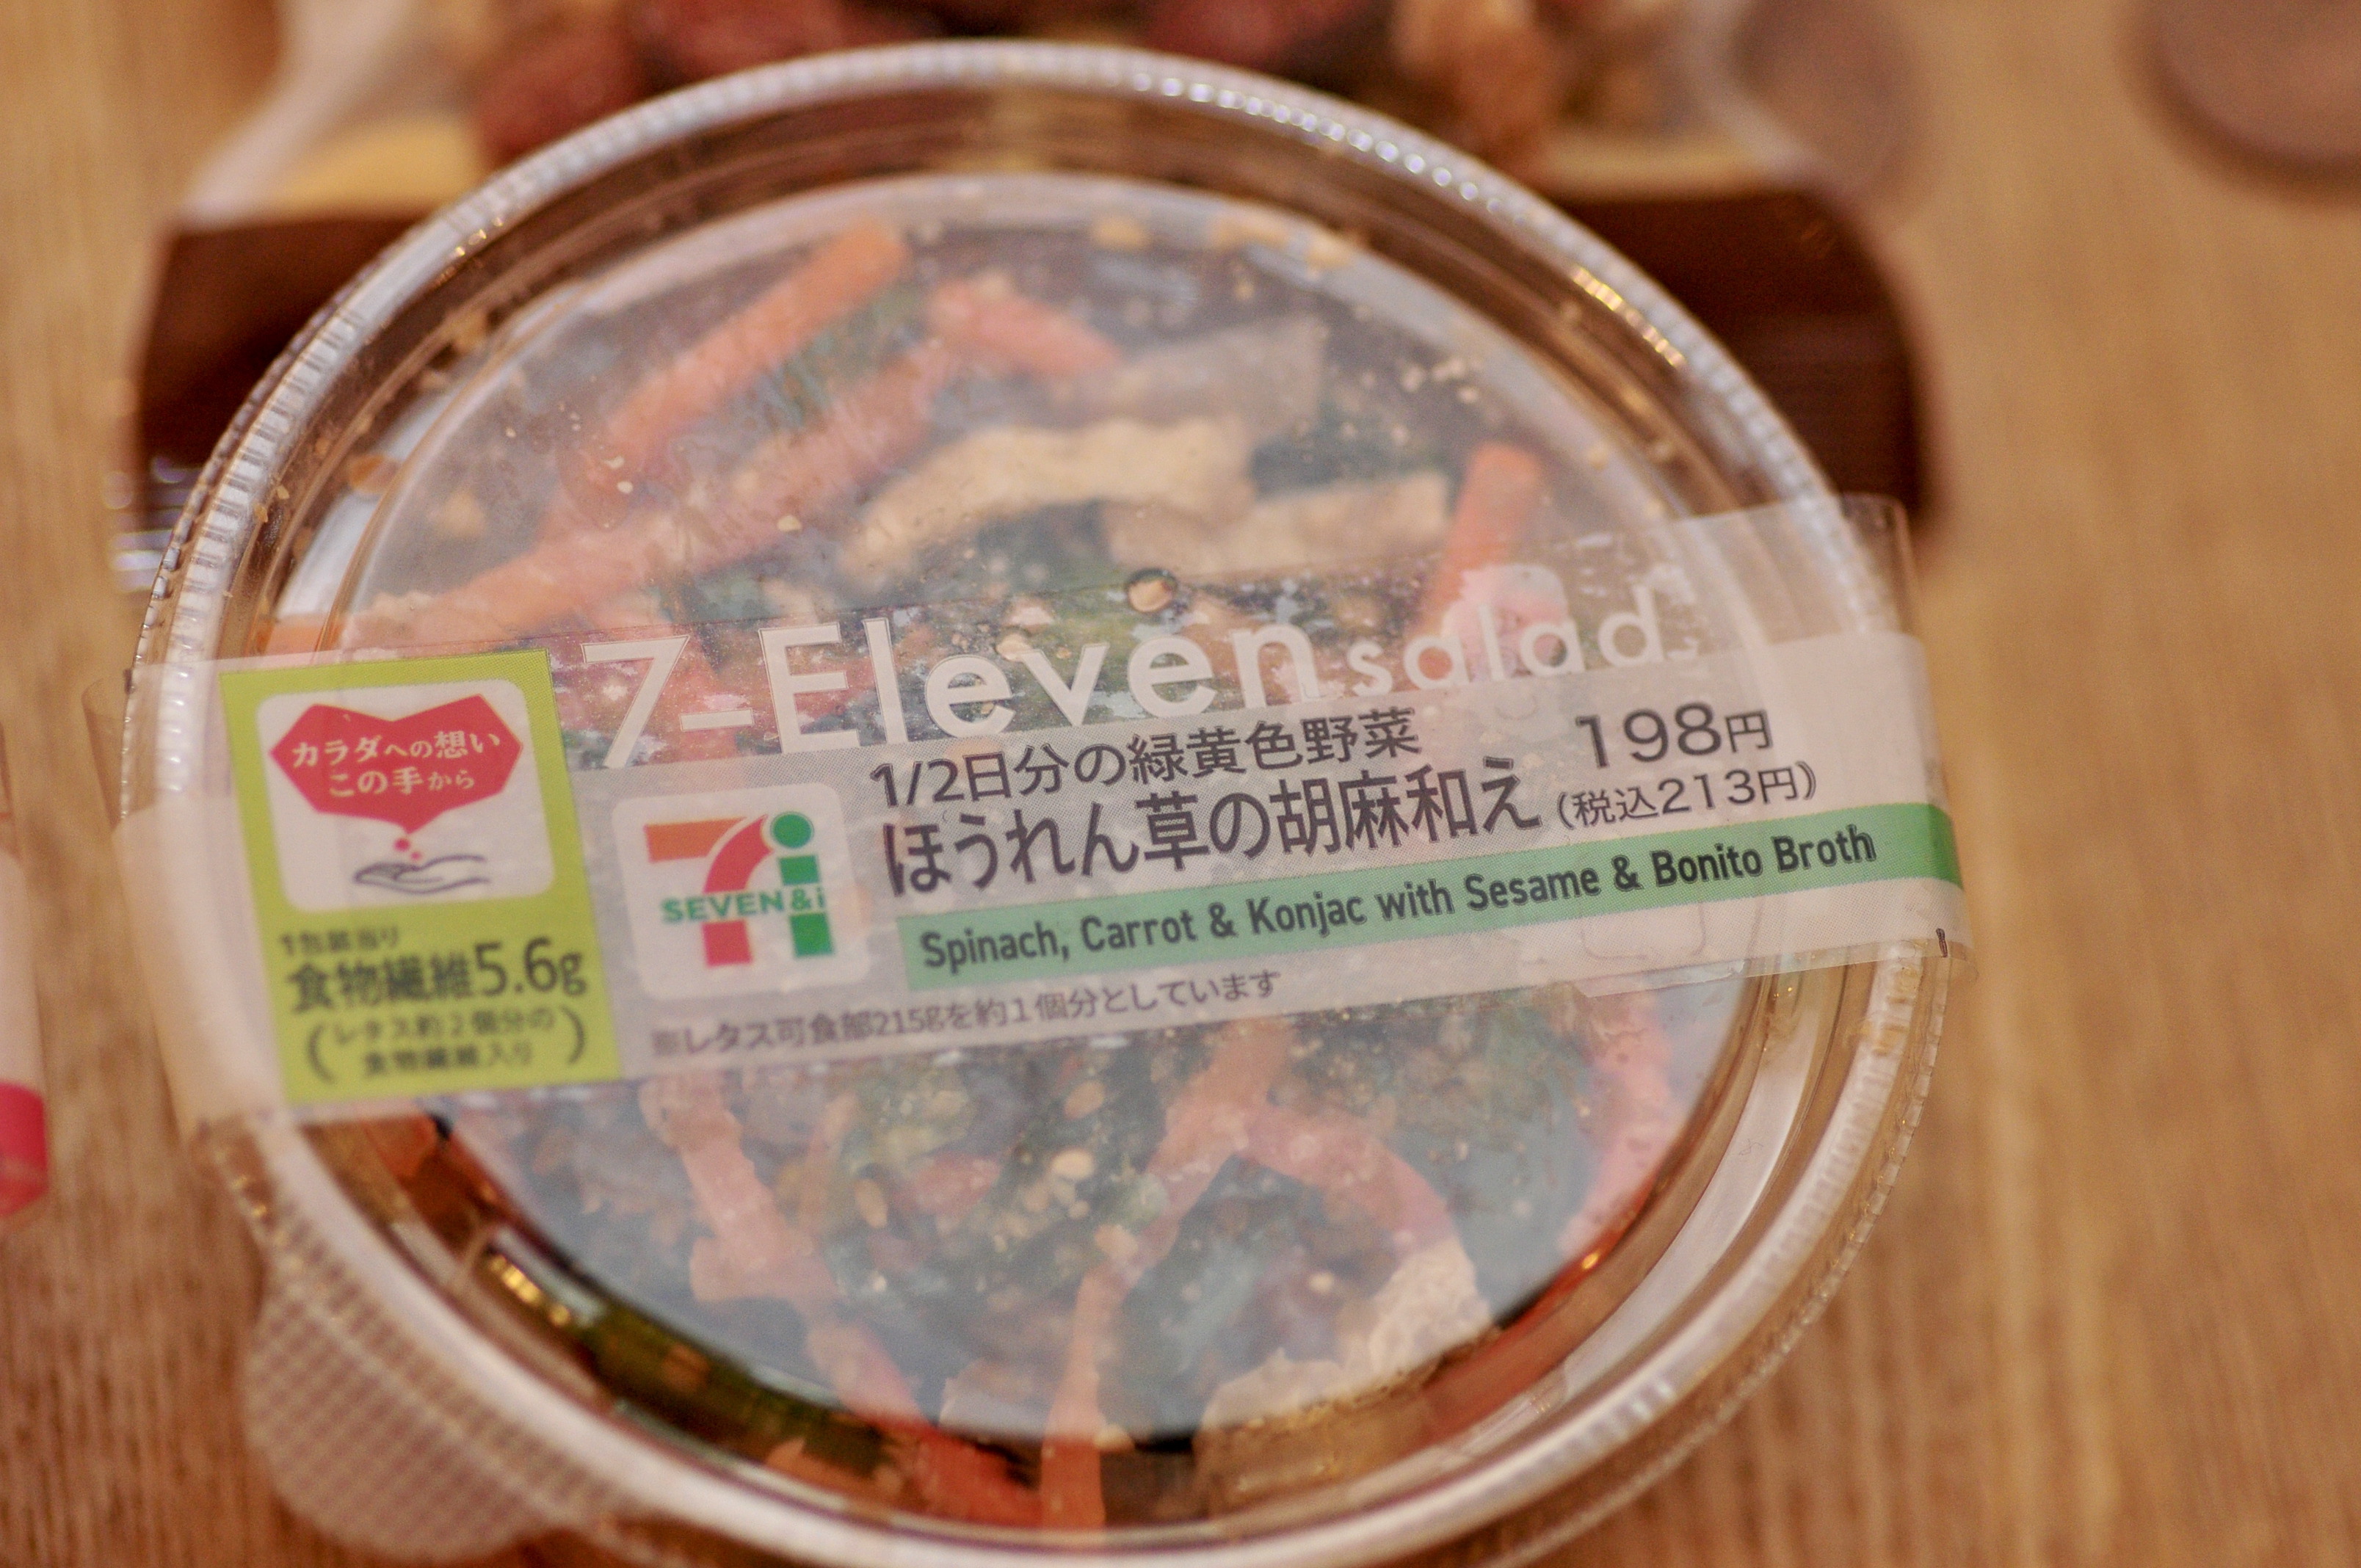 7-Eleven salad
カラダへの想い
この手から
1包装当り
食物繊維5.6g
(レタス約2個分の
食物繊維入り)
SEVEN&i
1/2日分の緑黄色野菜
ほうれん草の胡麻和え
198円
(税込213円)
Spinach, Carrot & Konjac with Sesame & Bonito Broth
※レタス可食部215gを約1個分としています